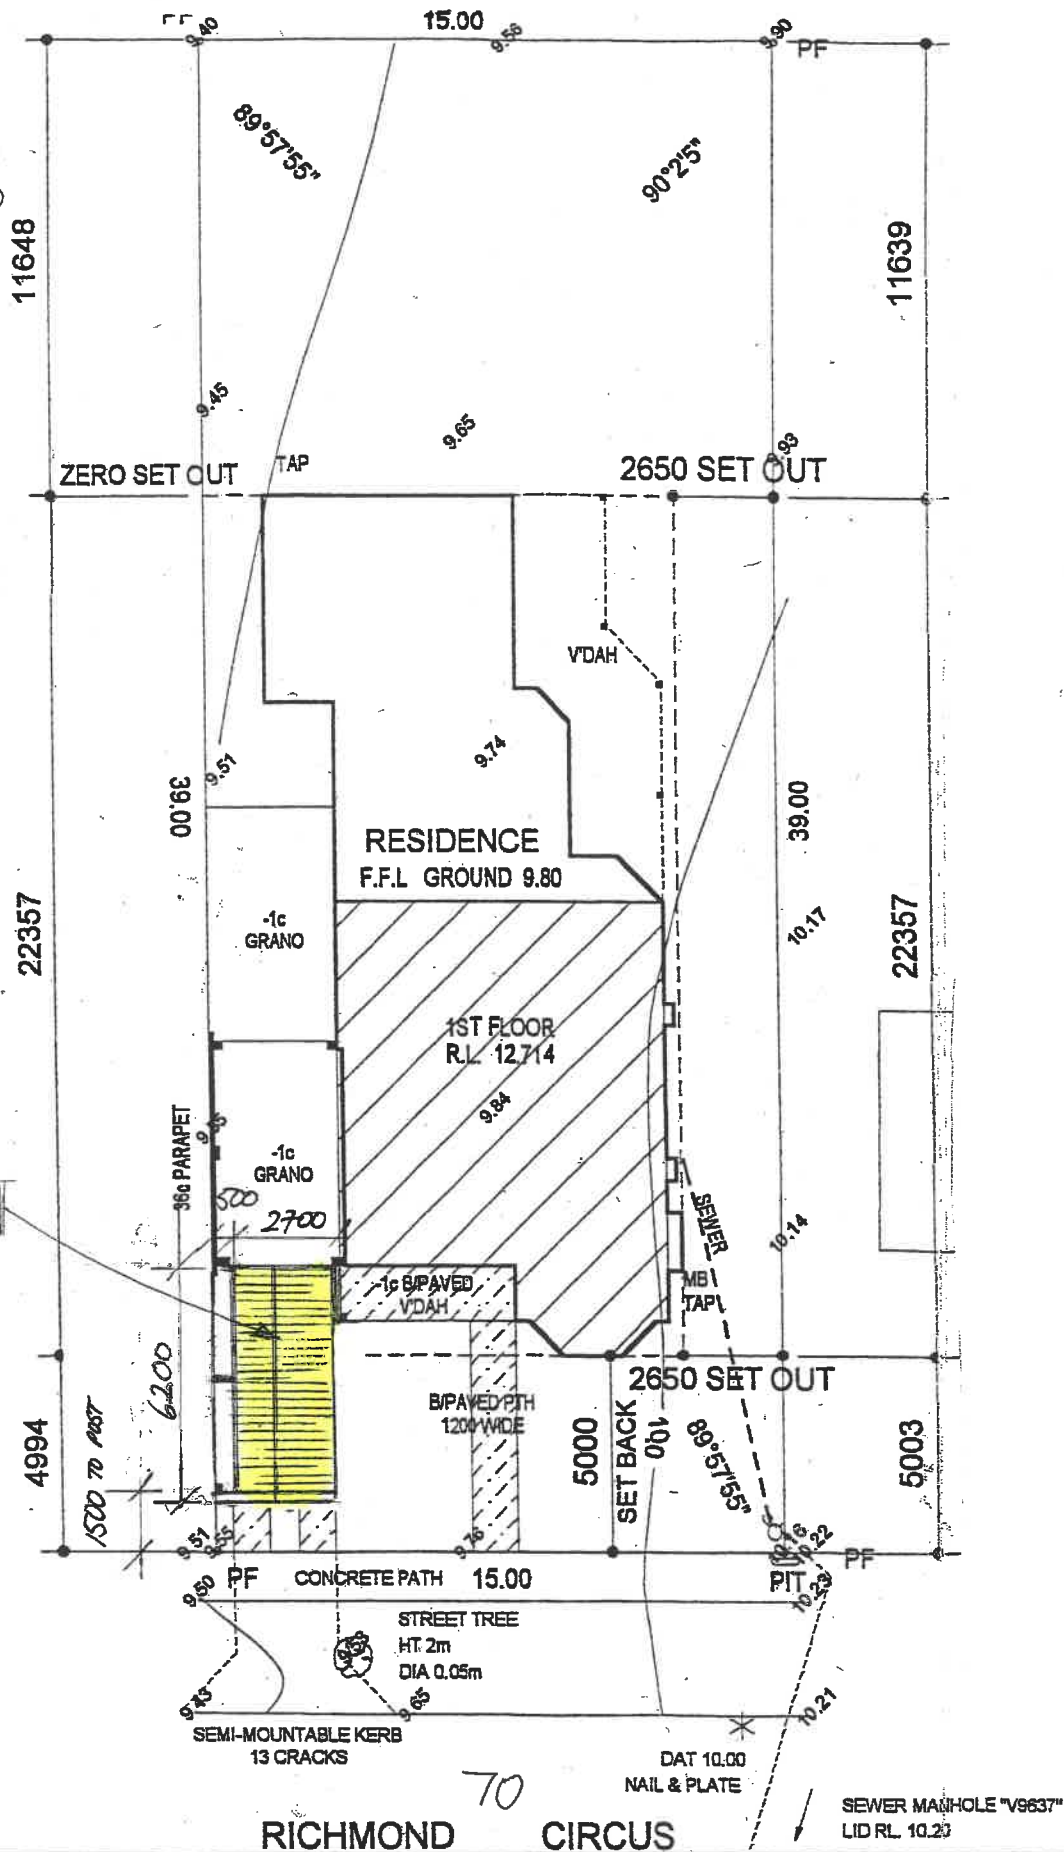 15.00
9.40
9.56
9.90
PF
89°57'55"
90°2'5"
11648
11639
9.45
9.65
9.93
ZERO SET OUT
TAP
2650 SET OUT
V'DAH
9.74
9.51
39.00
39.00
RESIDENCE
F.F.L GROUND 9.80
22357
22357
-1c
GRANO
10.17
1ST FLOOR
R.L. 12.714
9.84
36c PARAPET
-1c
GRANO
500
2700
SEWER
10.14
-1c B/PAVED
V'DAH
MB
TAP
2650 SET OUT
6200
B/PAVED PTH
1200 WIDE
4994
1500 TO POST
5000
SET BACK
10.0
89°57'55"
5003
9.51
9.55
9.76
10.16
10.22
PF
PF
CONCRETE PATH
15.00
PIT
9.50
10.23
STREET TREE
HT 2m
DIA 0.05m
9.43
9.65
10.21
SEMI-MOUNTABLE KERB
13 CRACKS
DAT 10.00
NAIL & PLATE
70
RICHMOND CIRCUS
SEWER MANHOLE "V9637"
LID RL. 10.20